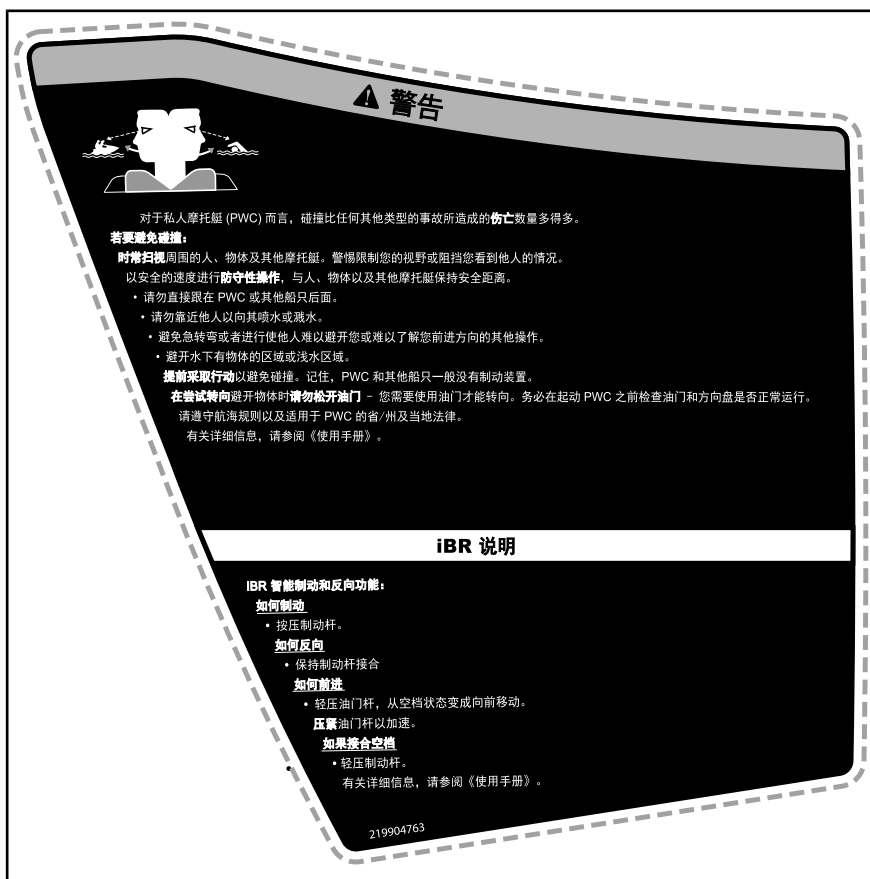 警告
对于私人摩托艇 (PWC) 而言，碰撞比任何其他类型的事故所造成的伤亡数量多得多。
若要避免碰撞：
时常扫视周围的人、物体及其他摩托艇。警惕限制您的视野或阻挡您看到他人的情况。
以安全的速度进行防守性操作，与人、物体以及其他摩托艇保持安全距离。
• 请勿直接跟在 PWC 或其他船只后面。
• 请勿靠近他人以向其喷水或溅水。
• 避免急转弯或者进行使他人难以避开您或难以了解您前进方向的其他操作。
• 避开水下有物体的区域或浅水区域。
提前采取行动以避免碰撞。记住，PWC 和其他船只一般没有制动装置。
在尝试转向避开物体时请勿松开油门 - 您需要使用油门才能转向。务必在起动 PWC 之前检查油门和方向盘是否正常运行。
请遵守航海规则以及适用于 PWC 的省/州及当地法律。
有关详细信息，请参阅《使用手册》。
iBR 说明
IBR 智能制动和反向功能：
如何制动
• 按压制动杆。
如何反向
• 保持制动杆接合
如何前进
• 轻压油门杆，从空档状态变成向前移动。
压紧油门杆以加速。
如果接合空档
• 轻压制动杆。
有关详细信息，请参阅《使用手册》。
219904763